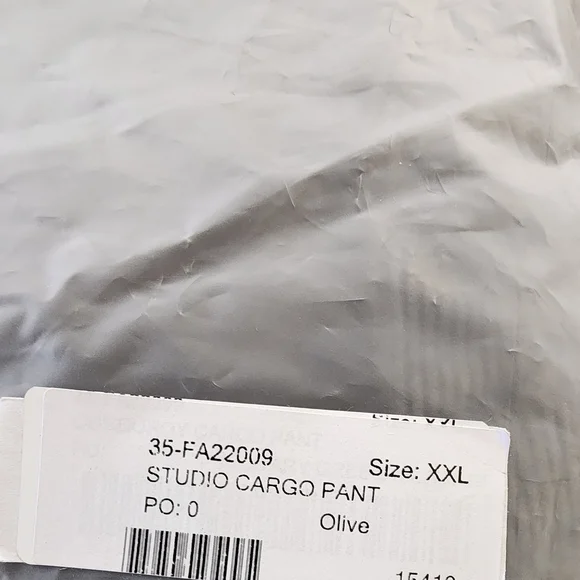 35-FA22009 Size: XXL
STUDIO CARGO PANT
PO: 0 Olive